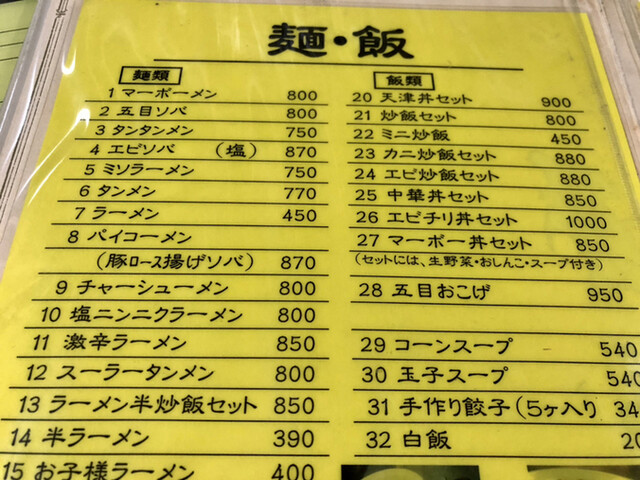 麺・飯
麺類
1 マーボーメン 800
2 五目ソバ 800
3 タンタンメン 750
4 エビソバ (塩) 870
5 ミソラーメン 750
6 タンメン 770
7 ラーメン 450
8 パイコーメン
(豚ロース揚げソバ) 870
9 チャーシューメン 800
10 塩ニンニクラーメン 800
11 激辛ラーメン 850
12 スーラータンメン 800
13 ラーメン半炒飯セット 850
14 半ラーメン 390
15 お子様ラーメン 400
飯類
20 天津丼セット 900
21 炒飯セット 800
22 ミニ炒飯 450
23 カニ炒飯セット 880
24 エビ炒飯セット 880
25 中華丼セット 850
26 エビチリ丼セット 1000
27 マーボー丼セット 850
(セットには、生野菜・おしんこ・スープ付き)
28 五目おこげ 950
29 コーンスープ 540
30 玉子スープ 540
31 手作り餃子(5ヶ入り 34
32 白飯 20